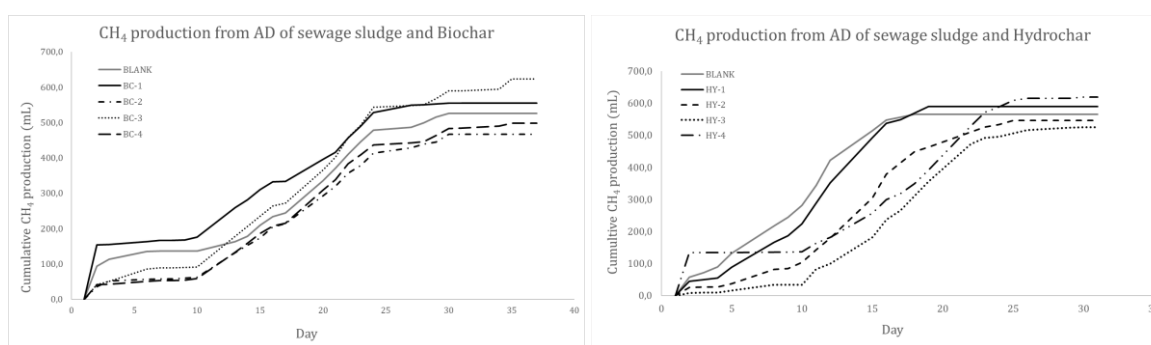 CH₄ production from AD of sewage sludge and Biochar
Cumulative CH₄ production (mL)
700,0
600,0
500,0
400,0
300,0
200,0
100,0
0,0
BLANK
BC-1
BC-2
BC-3
BC-4
0
5
10
15
20
25
30
35
40
Day
CH₄ production from AD of sewage sludge and Hydrochar
Cumultive CH₄ production (mL)
700,0
600,0
500,0
400,0
300,0
200,0
100,0
0,0
BLANK
HY-1
HY-2
HY-3
HY-4
0
5
10
15
20
25
30
Day